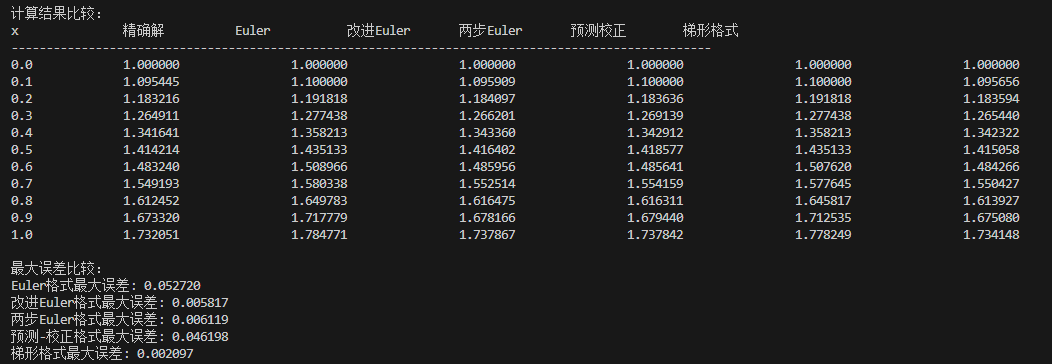 计算结果比较:
x 精确解 Euler 改进Euler 两步Euler 预测校正 梯形格式
----------------------------------------------------------------------------------------------------
0.0 1.000000 1.000000 1.000000 1.000000 1.000000 1.000000
0.1 1.095445 1.100000 1.095909 1.100000 1.100000 1.095656
0.2 1.183216 1.191818 1.184097 1.183636 1.191818 1.183594
0.3 1.264911 1.277438 1.266201 1.269139 1.277438 1.265440
0.4 1.341641 1.358213 1.343360 1.342912 1.358213 1.342322
0.5 1.414214 1.435133 1.416402 1.418577 1.435133 1.415058
0.6 1.483240 1.508966 1.485956 1.485641 1.507620 1.484266
0.7 1.549193 1.580338 1.552514 1.554159 1.577645 1.550427
0.8 1.612452 1.649783 1.616475 1.616311 1.645817 1.613927
0.9 1.673320 1.717779 1.678166 1.679440 1.712535 1.675080
1.0 1.732051 1.784771 1.737867 1.737842 1.778249 1.734148
最大误差比较:
Euler格式最大误差: 0.052720
改进Euler格式最大误差: 0.005817
两步Euler格式最大误差: 0.006119
预测-校正格式最大误差: 0.046198
梯形格式最大误差: 0.002097